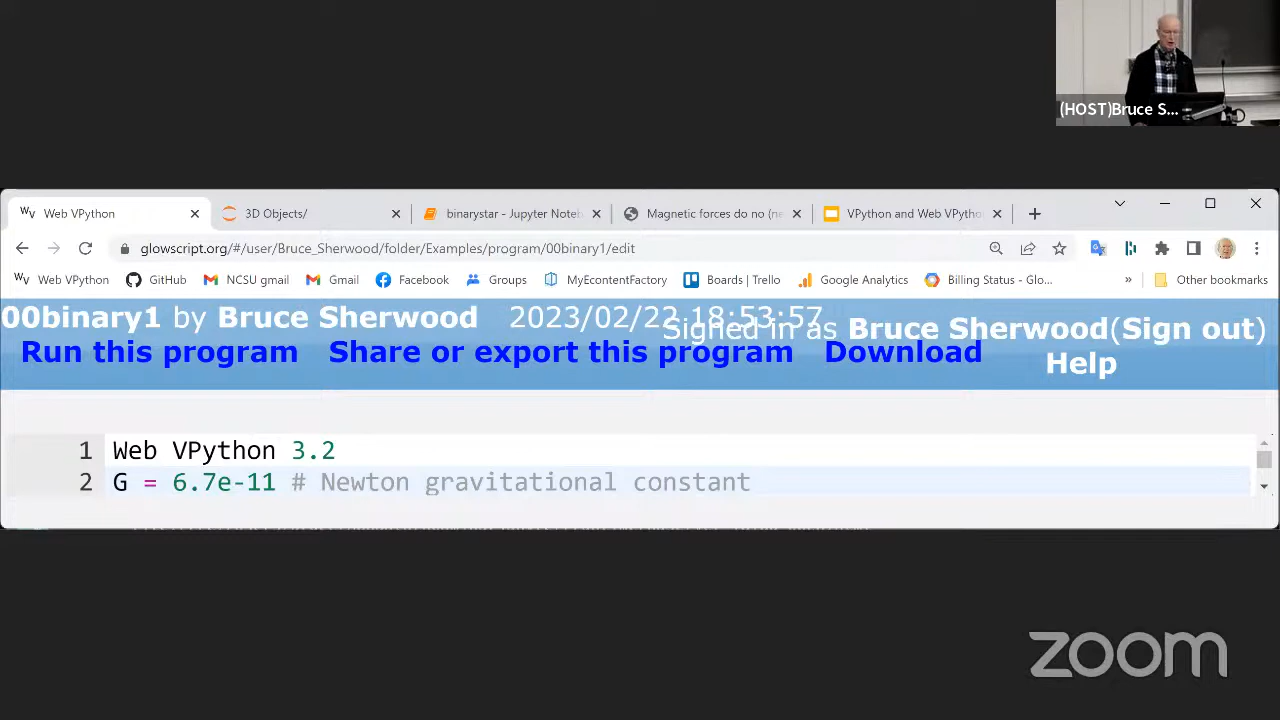 (HOST)Bruce S...
Web VPython
3D Objects/
binarystar - Jupyter Noteb
Magnetic forces do no (ne
VPython and Web VPytho
glowscript.org/#/user/Bruce_Sherwood/folder/Examples/program/00binary1/edit
Web VPython GitHub NCSU gmail Gmail Facebook Groups MyEcontentFactory Boards | Trello Google Analytics Billing Status - Glo... » Other bookmarks
00binary1 by Bruce Sherwood 2023/02/22 18:53:57
Signed in as Bruce Sherwood(Sign out)
Run this program Share or export this program Download
Help
1 Web VPython 3.2
2 G = 6.7e-11 # Newton gravitational constant
zoom